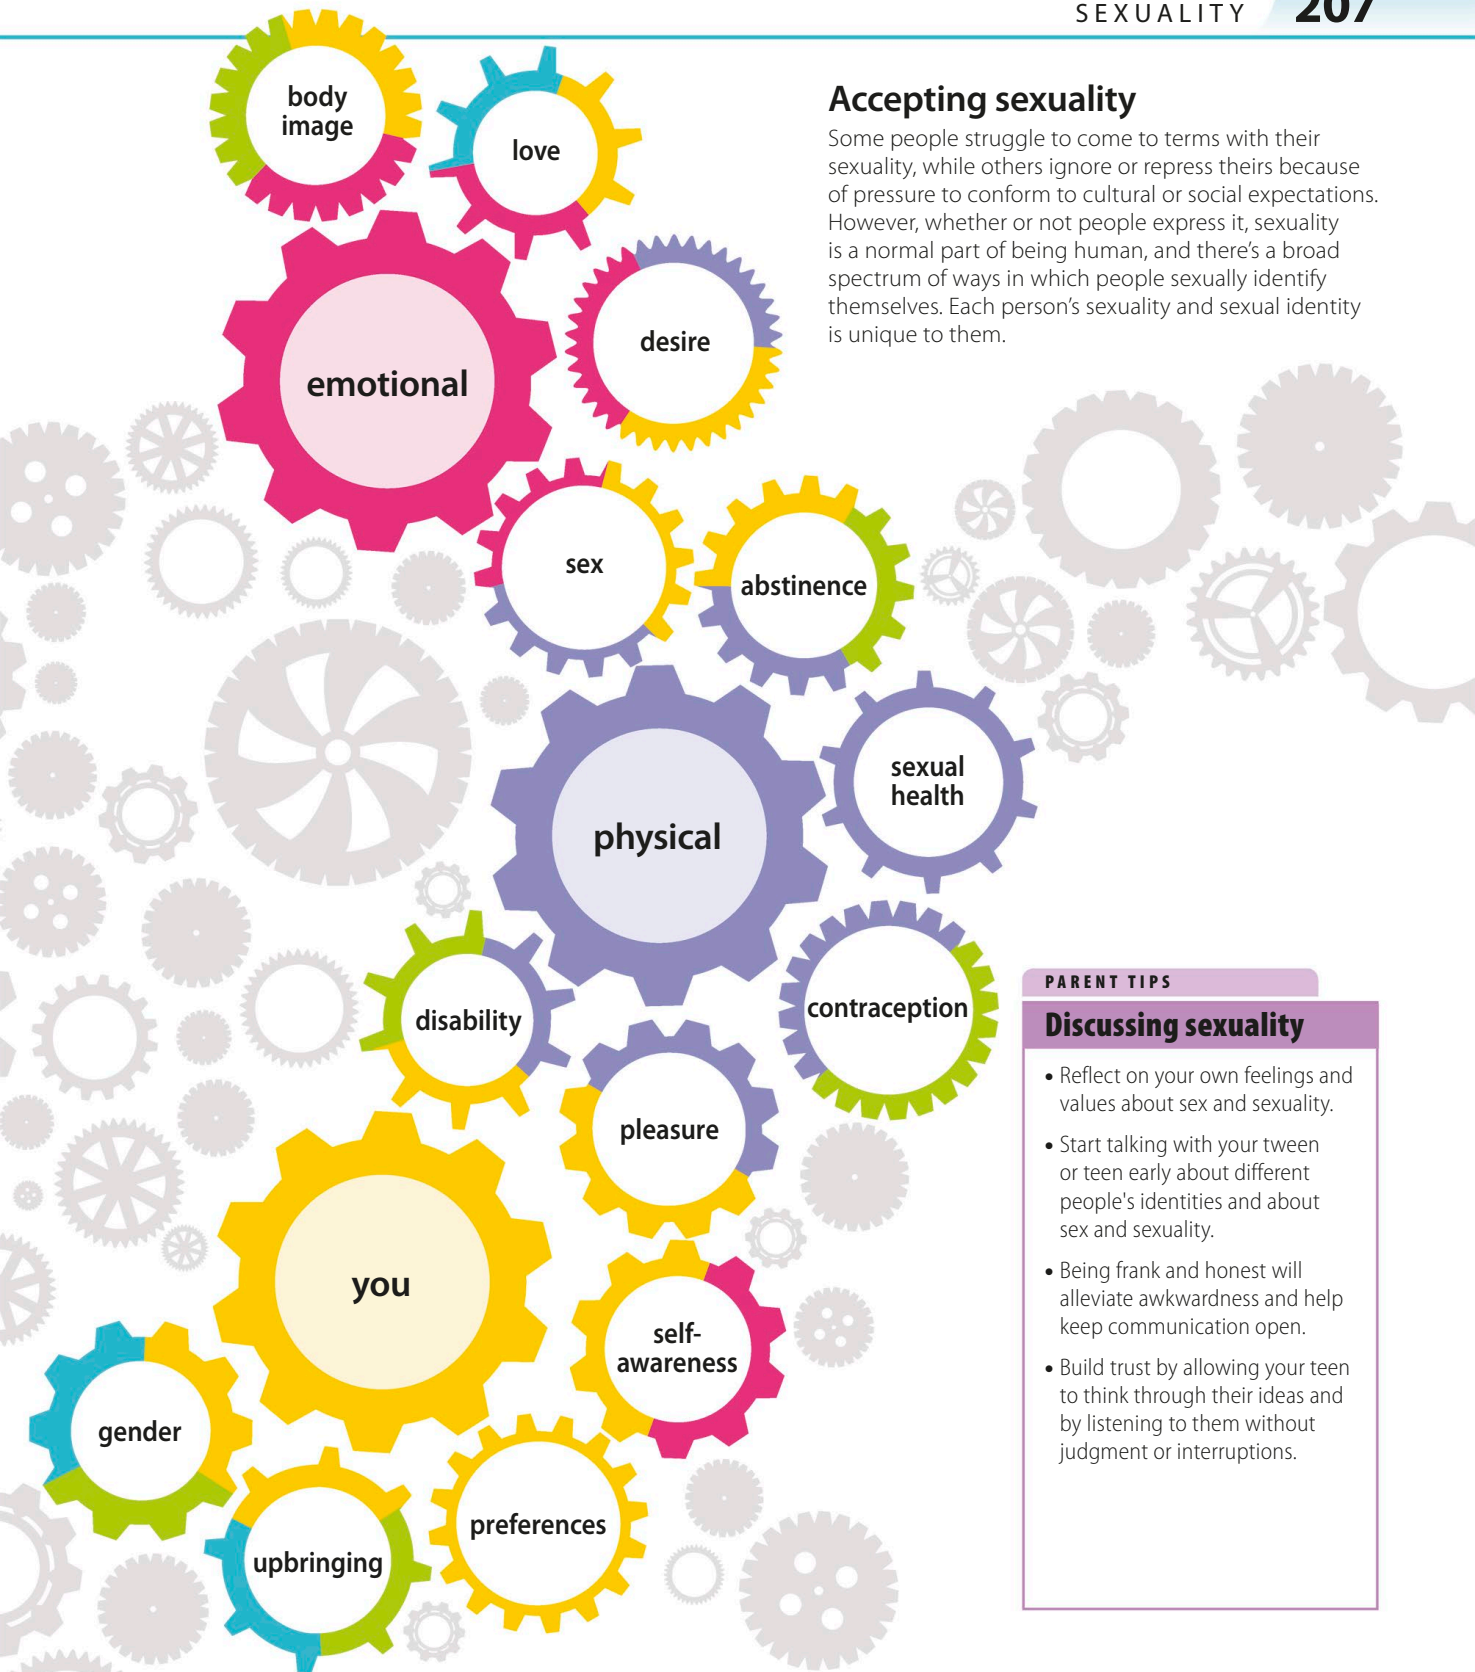 SEXUALITY 207
body
image
love
Accepting sexuality
Some people struggle to come to terms with their
sexuality, while others ignore or repress theirs because
of pressure to conform to cultural or social expectations.
However, whether or not people express it, sexuality
is a normal part of being human, and there’s a broad
spectrum of ways in which people sexually identify
themselves. Each person’s sexuality and sexual identity
is unique to them.
desire
emotional
sex
abstinence
sexual
health
physical
disability
contraception
pleasure
you
self-
awareness
gender
preferences
upbringing
PARENT TIPS
Discussing sexuality
• Reflect on your own feelings and
values about sex and sexuality.
• Start talking with your tween
or teen early about different
people's identities and about
sex and sexuality.
• Being frank and honest will
alleviate awkwardness and help
keep communication open.
• Build trust by allowing your teen
to think through their ideas and
by listening to them without
judgment or interruptions.